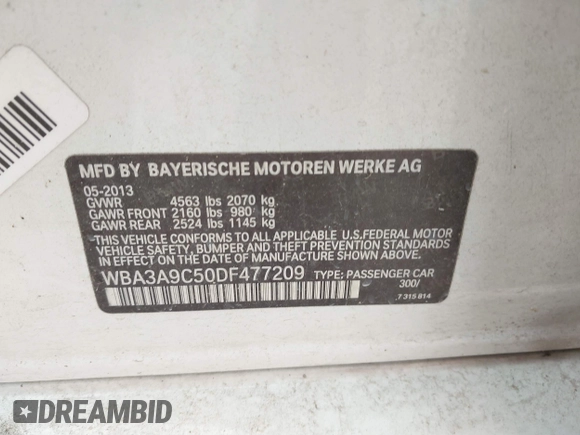 MFD BY BAYERISCHE MOTOREN WERKE AG
05-2013
GVWR 4563 lbs 2070 kg
GAWR FRONT 2160 lbs 980 kg
GAWR REAR 2524 lbs 1145 kg
THIS VEHICLE CONFORMS TO ALL APPLICABLE U.S.FEDERAL MOTOR
VEHICLE SAFETY, BUMPER AND THEFT PREVENTION STANDARDS
IN EFFECT ON THE DATE OF MANUFACTURE SHOWN ABOVE.
WBA3A9C50DF477209 TYPE: PASSENGER CAR
300/
7 315 814
DREAMBID